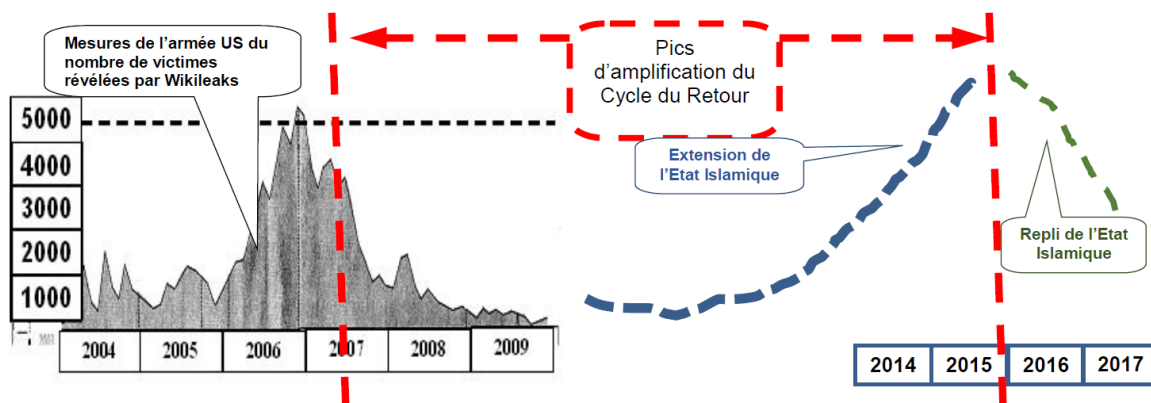 Mesures de l'armée US du
nombre de victimes
révélées par Wikileaks
Pics
d'amplification du
Cycle du Retour
5000
4000
3000
2000
1000
Extension de
l'Etat Islamique
Repli de l'Etat
Islamique
2004 2005 2006 2007 2008 2009
2014 2015 2016 2017